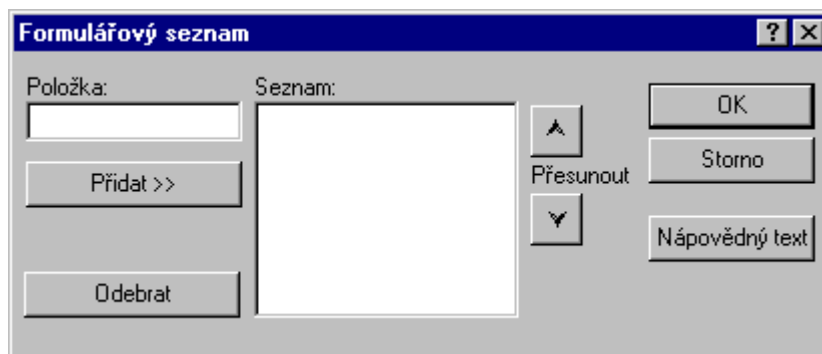 Formulářový seznam
Položka:
Seznam:
Přidat >>
Odebrat
Přesunout
OK
Storno
Nápovědný text